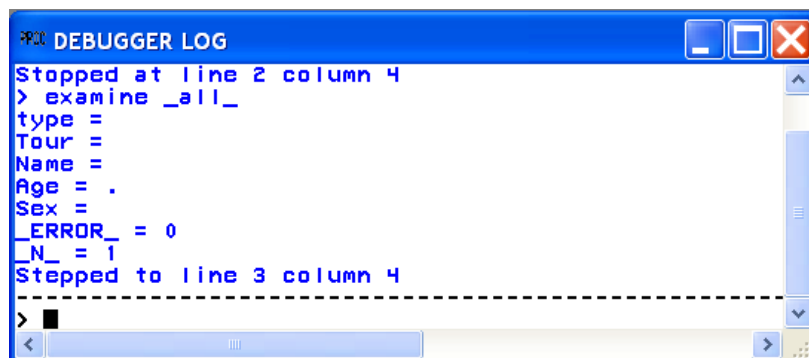 DEBUGGER LOG
Stopped at line 2 column 4
> examine _all_
type =
Tour =
Name =
Age = .
Sex =
_ERROR_ = 0
_N_ = 1
Stepped to line 3 column 4
>